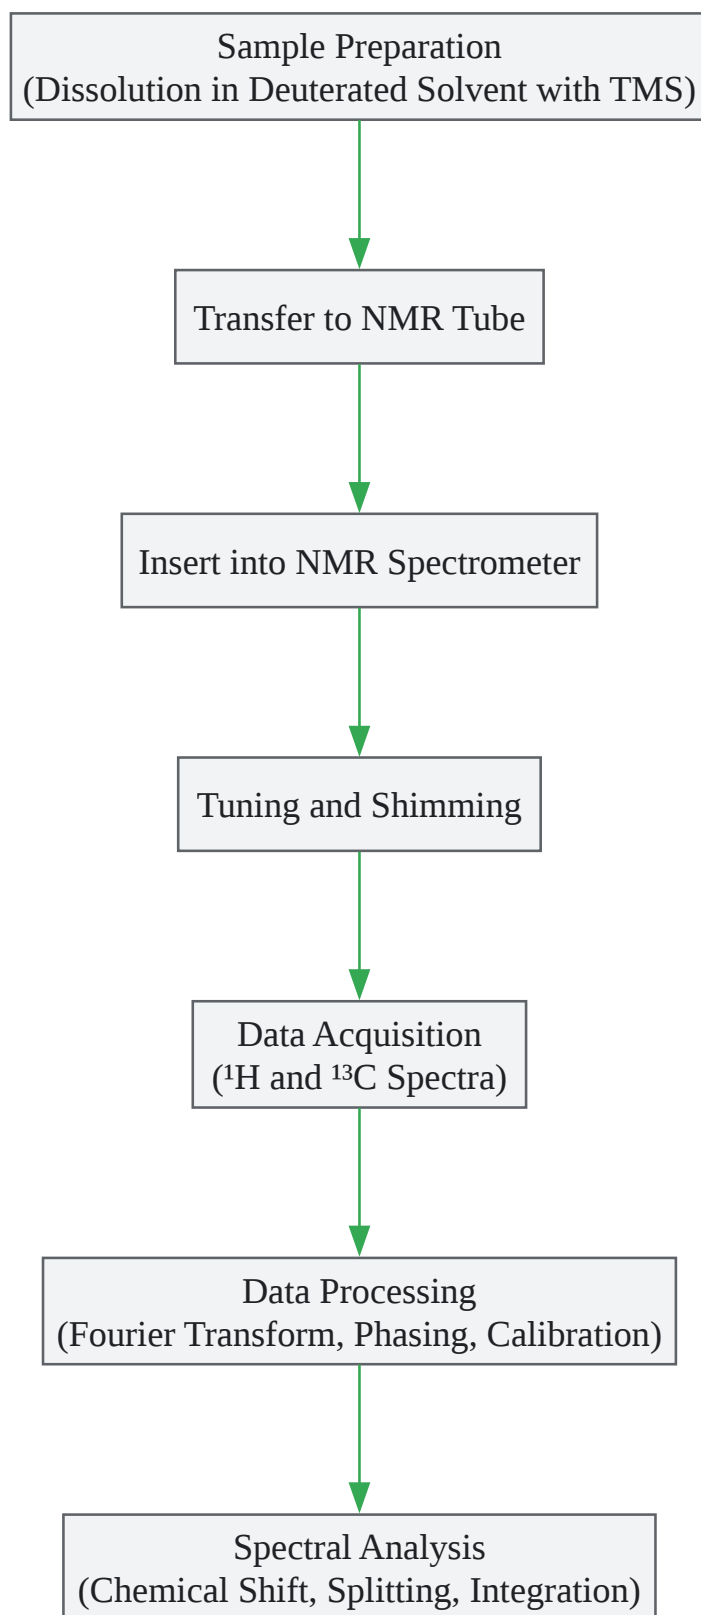 Sample Preparation
(Dissolution in Deuterated Solvent with TMS)
Transfer to NMR Tube
Insert into NMR Spectrometer
Tuning and Shimming
Data Acquisition
(¹H and ¹³C Spectra)
Data Processing
(Fourier Transform, Phasing, Calibration)
Spectral Analysis
(Chemical Shift, Splitting, Integration)